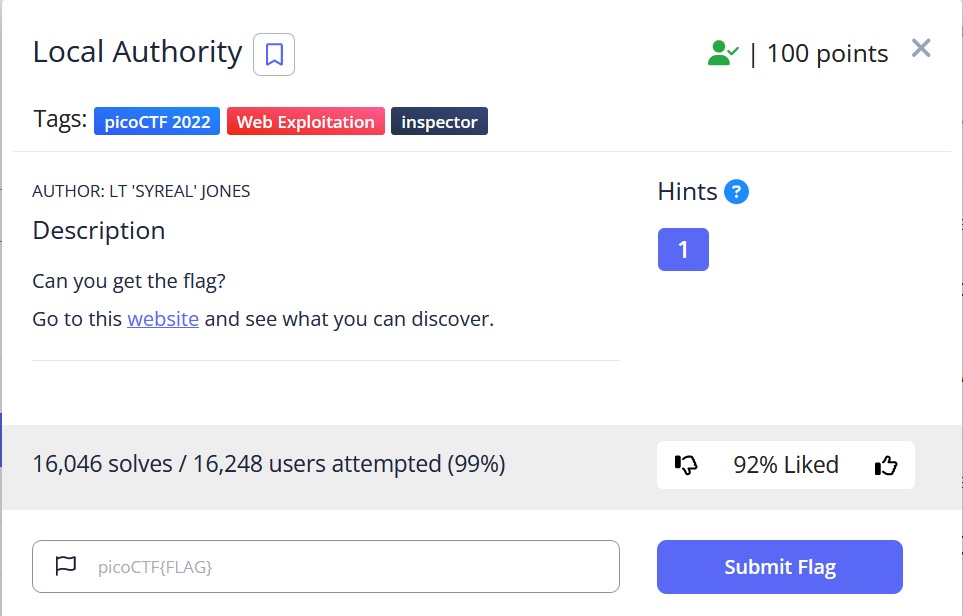 Local Authority
| 100 points
Tags: picoCTF 2022 Web Exploitation inspector
AUTHOR: LT 'SYREAL' JONES
Hints ?
Description
1
Can you get the flag?
Go to this website and see what you can discover.
16,046 solves / 16,248 users attempted (99%)
92% Liked
picoCTF{FLAG}
Submit Flag